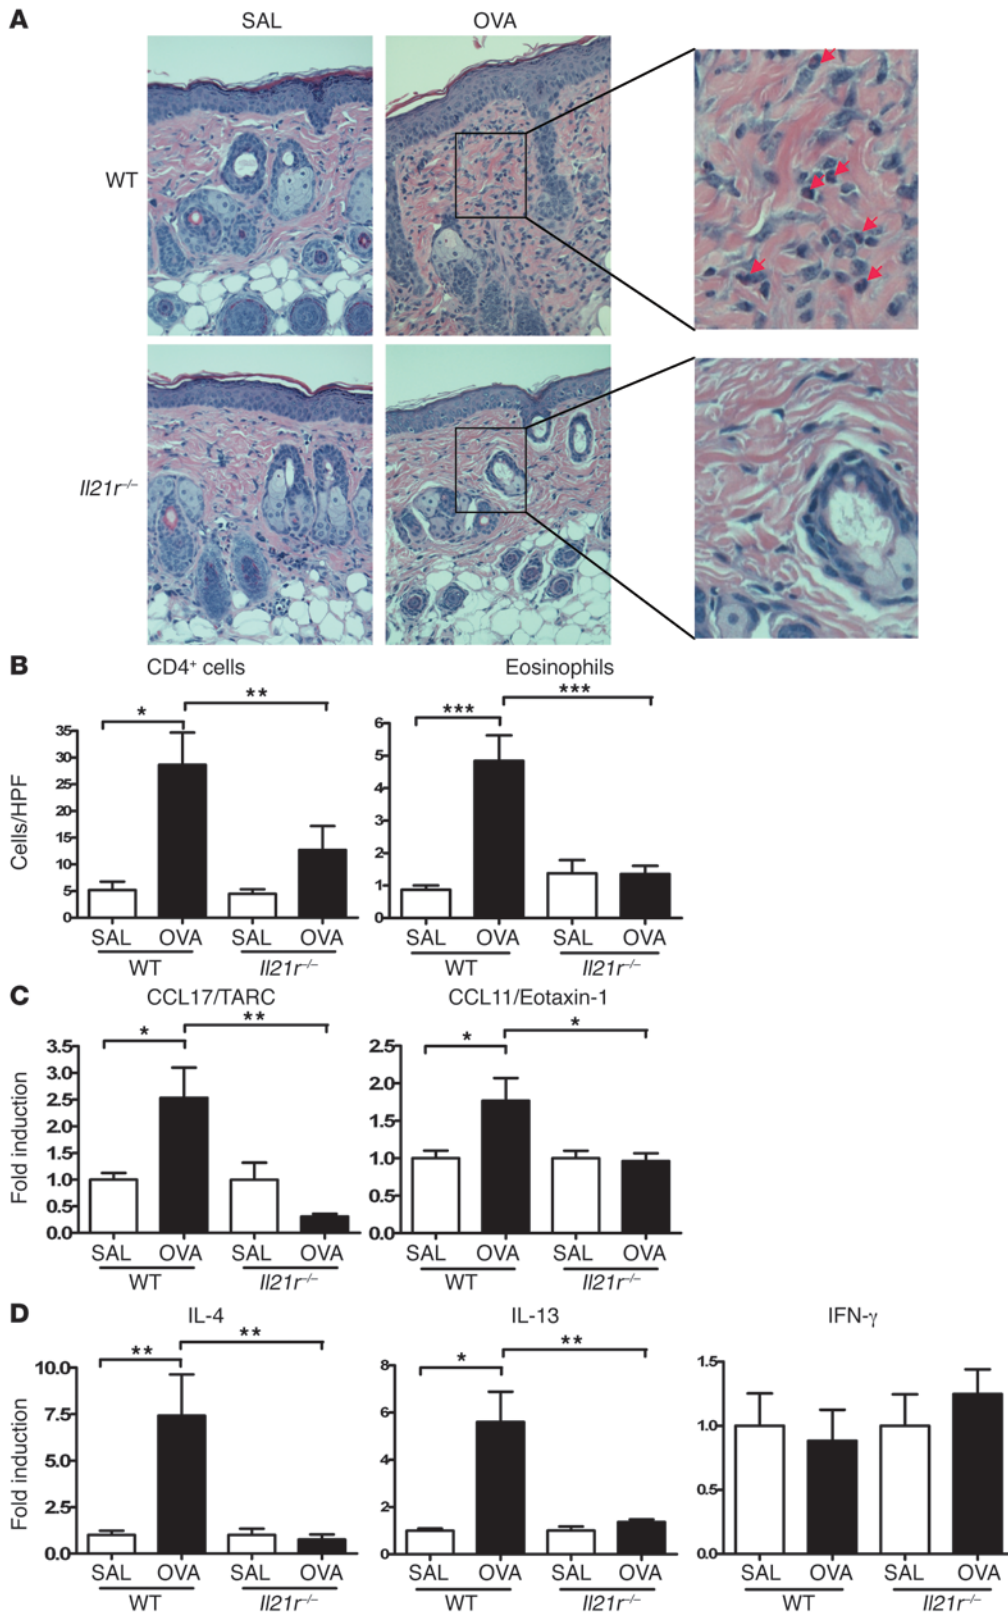 A
SAL OVA
WT
Il21r–/–
B
CD4+ cells Eosinophils
* ** *** ***
Cells/HPF
35
30
25
20
15
10
5
0
6
5
4
3
2
1
0
SAL OVA SAL OVA SAL OVA SAL OVA
WT Il21r–/– WT Il21r–/–
C
CCL17/TARC CCL11/Eotaxin-1
* ** * *
Fold induction
3.5
3.0
2.5
2.0
1.5
1.0
0.5
0.0
2.5
2.0
1.5
1.0
0.5
0.0
SAL OVA SAL OVA SAL OVA SAL OVA
WT Il21r–/– WT Il21r–/–
D
IL-4 IL-13 IFN-γ
** ** * **
Fold induction
10.0
7.5
5.0
2.5
0.0
8
6
4
2
0
1.5
1.0
0.5
0.0
SAL OVA SAL OVA SAL OVA SAL OVA SAL OVA SAL OVA
WT Il21r–/– WT Il21r–/– WT Il21r–/–